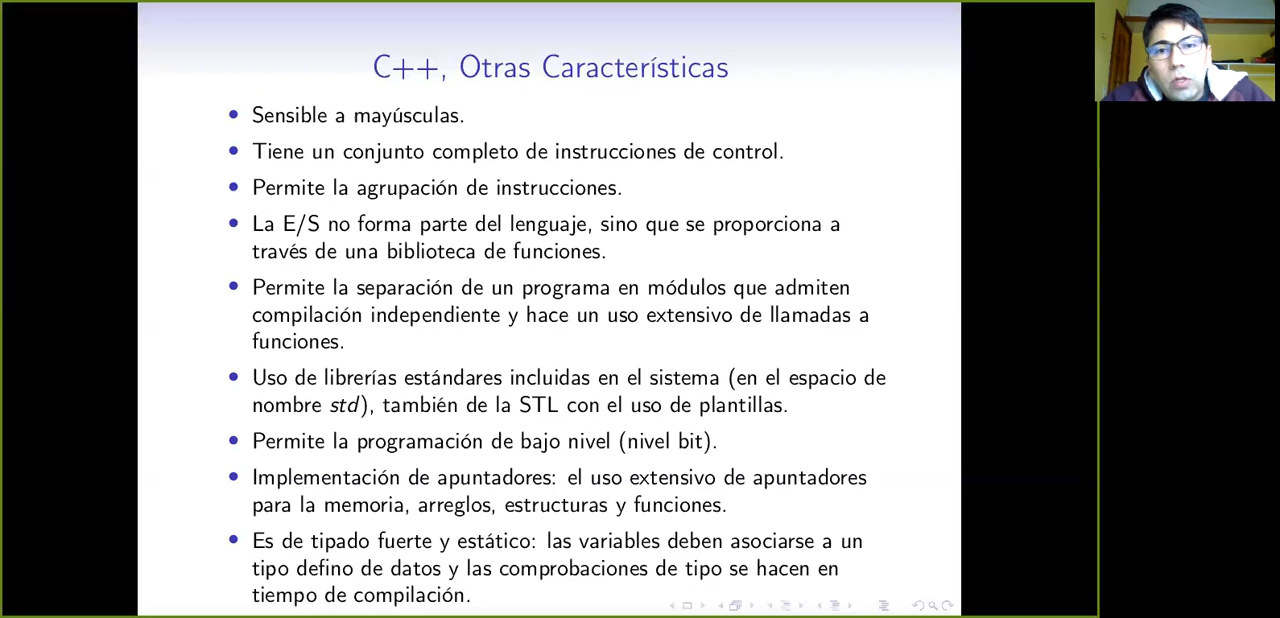 C++, Otras Características
Sensible a mayúsculas.
Tiene un conjunto completo de instrucciones de control.
Permite la agrupación de instrucciones.
La E/S no forma parte del lenguaje, sino que se proporciona a
través de una biblioteca de funciones.
Permite la separación de un programa en módulos que admiten
compilación independiente y hace un uso extensivo de llamadas a
funciones.
Uso de librerías estándares incluidas en el sistema (en el espacio de
nombre std), también de la STL con el uso de plantillas.
Permite la programación de bajo nivel (nivel bit).
Implementación de apuntadores: el uso extensivo de apuntadores
para la memoria, arreglos, estructuras y funciones.
Es de tipado fuerte y estático: las variables deben asociarse a un
tipo defino de datos y las comprobaciones de tipo se hacen en
tiempo de compilación.